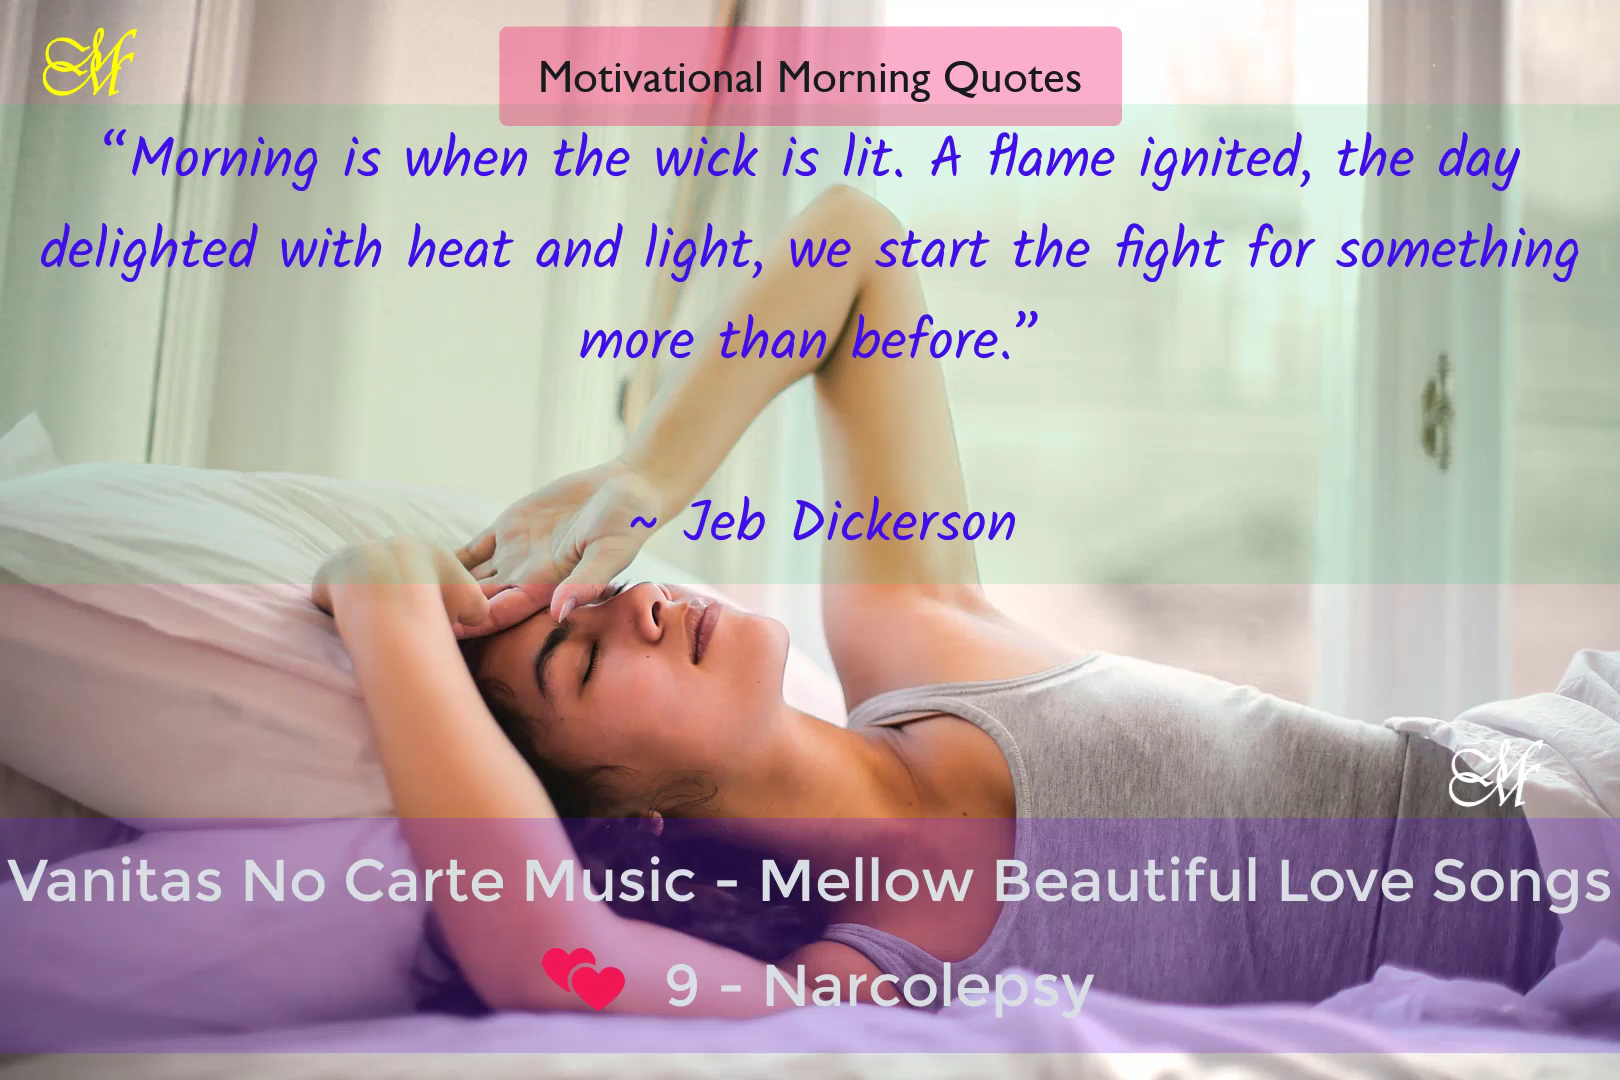 Motivational Morning Quotes
“Morning is when the wick is lit. A flame ignited, the day
delighted with heat and light, we start the fight for something
more than before.”
~ Jeb Dickerson
Vanitas No Carte Music - Mellow Beautiful Love Songs
9 - Narcolepsy